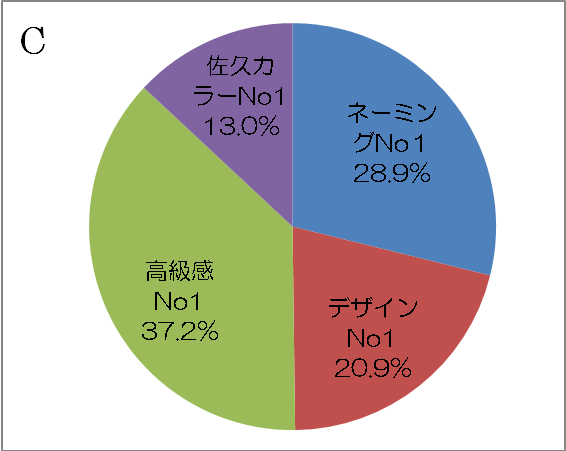 C
佐久カ
ラーNo1
13.0%
ネーミン
グNo1
28.9%
高級感
No1
37.2%
デザイン
No1
20.9%